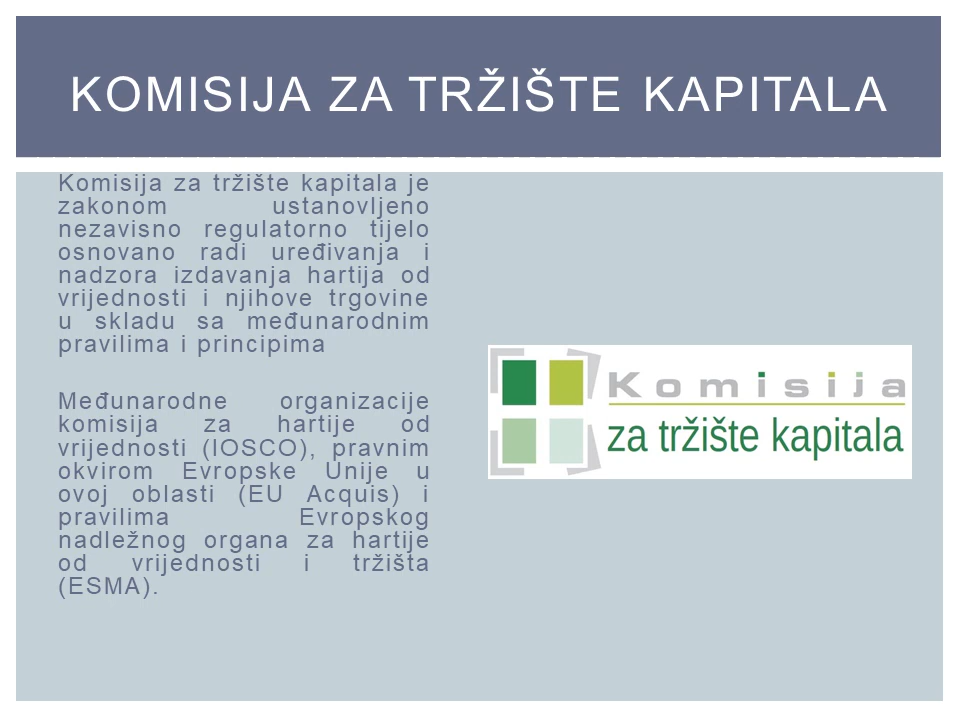 KOMISIJA ZA TRŽIŠTE KAPITALA
Komisija za tržište kapitala je
zakonom ustanovljeno
nezavisno regulatorno tijelo
osnovano radi uređivanja i
nadzora izdavanja hartija od
vrijednosti i njihove trgovine
u skladu sa međunarodnim
pravilima i principima
Međunarodne organizacije
komisija za hartije od
vrijednosti (IOSCO), pravnim
okvirom Evropske Unije u
ovoj oblasti (EU Acquis) i
pravilima Evropskog
nadležnog organa za hartije
od vrijednosti i tržišta
(ESMA).
Komisija
za tržište kapitala